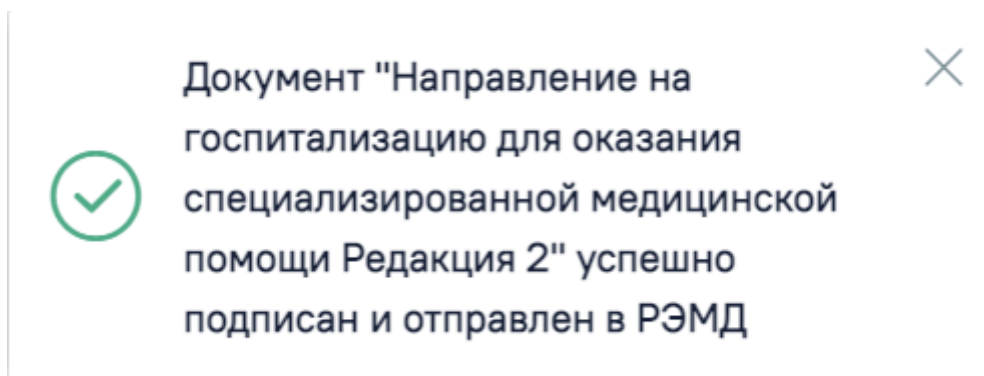 Документ "Направление на
госпитализацию для оказания
специализированной медицинской
помощи Редакция 2" успешно
подписан и отправлен в РЭМД